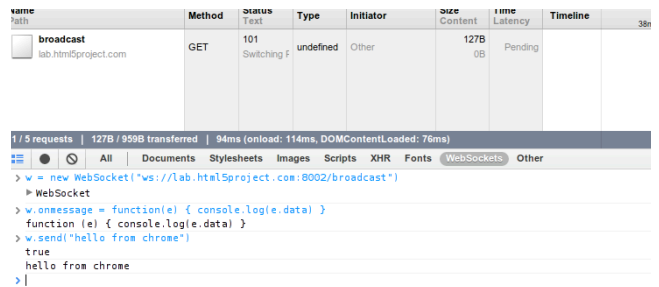 Name Method Status Type Initiator Size Time Timeline
Path Text Content Latency 38m
broadcast GET 101 undefined Other 127B Pending
lab.html5project.com Switching P 0B
1 / 5 requests | 127B / 959B transferred | 94ms (onload: 114ms, DOMContentLoaded: 76ms)
All Documents Stylesheets Images Scripts XHR Fonts WebSockets Other
> w = new WebSocket("ws://lab.html5project.com:8002/broadcast")
▶ WebSocket
> w.onmessage = function(e) { console.log(e.data) }
function (e) { console.log(e.data) }
> w.send("hello from chrome")
true
hello from chrome
>